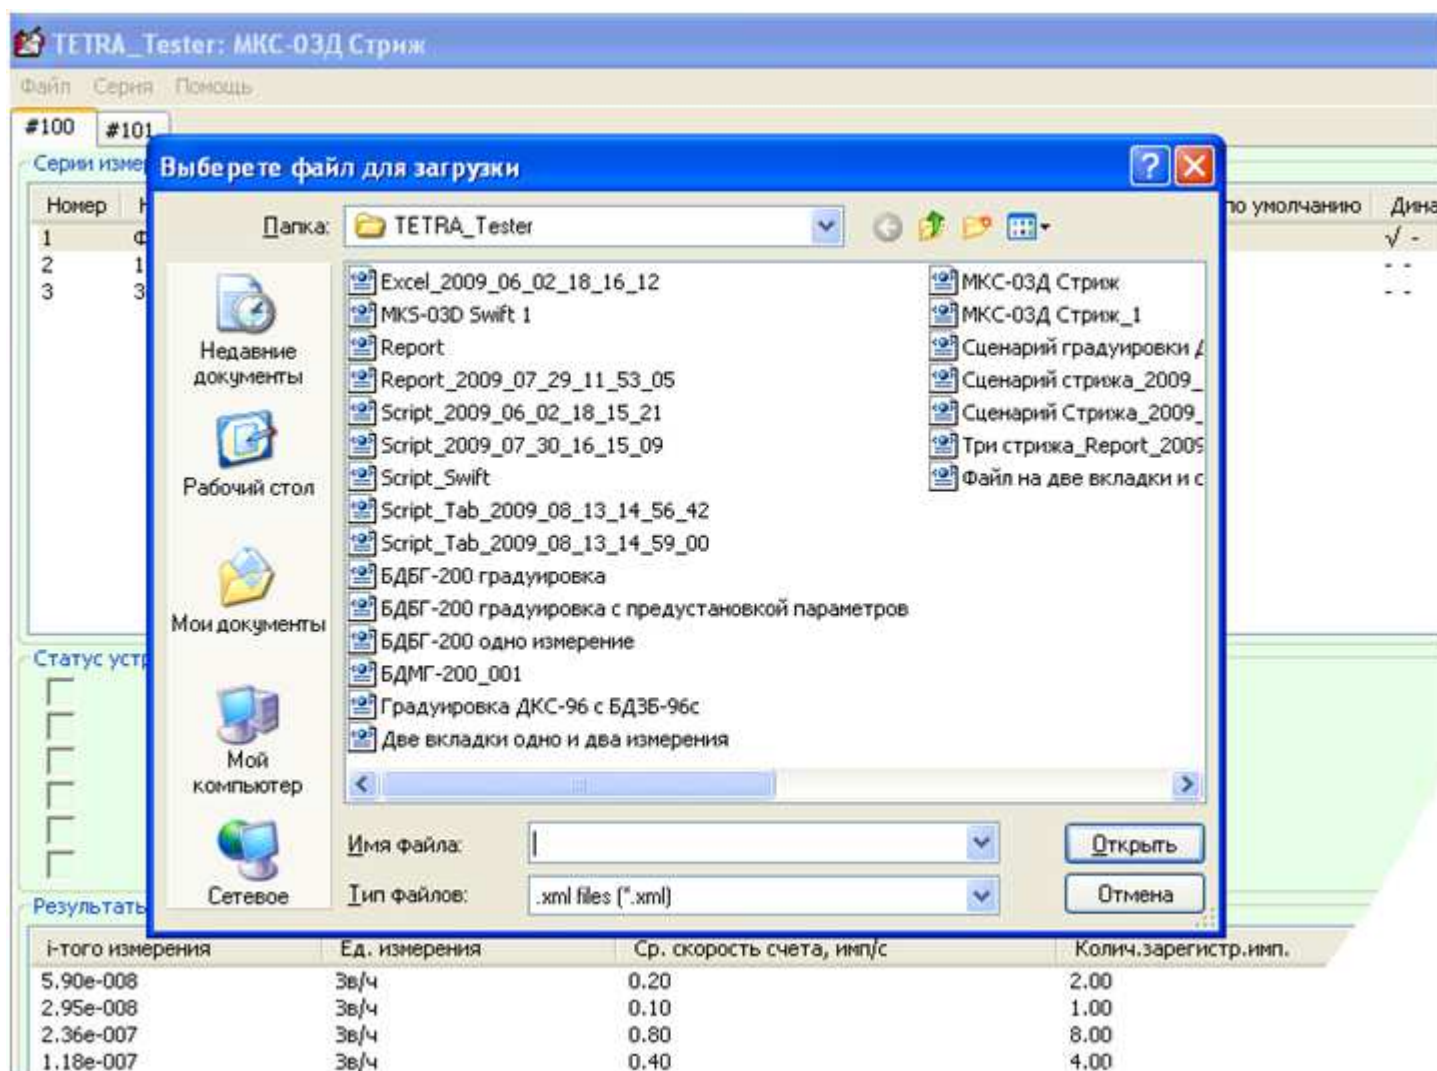 TETRA_Tester: МКС-03Д Стриж
Файл Серия Помощь
#100 #101
Серии
Выберете файл для загрузки
Номер
по умолчанию
Папка: TETRA_Tester
1 √ -
2 1 - -
3 3 - -
Недавние документы
Рабочий стол
Мои документы
Мой компьютер
Сетевое
Excel_2009_06_02_18_16_12
MKS-03D Swift 1
Report
Report_2009_07_29_11_53_05
Script_2009_06_02_18_15_21
Script_2009_07_30_16_15_09
Script_Swift
Script_Tab_2009_08_13_14_56_42
Script_Tab_2009_08_13_14_59_00
БДБГ-200 градуировка
БДБГ-200 градуировка с предустановкой параметров
БДБГ-200 одно измерение
БДМГ-200_001
Градуировка ДКС-96 с БДЗБ-96с
Две вкладки одно и два измерения
МКС-03Д Стриж
МКС-03Д Стриж_1
Сценарий градуировки
Сценарий стрижа_2009_
Сценарий Стрижа_2009_
Три стрижа_Report_2009
Файл на две вкладки и с
Имя файла: Открыть
Тип файлов: .xml files (*.xml) Отмена
Статус
Результаты
i-того измерения Ед. измерения Ср. скорость счета, имп/с Колич.зарегистр.имп.
5.90e-008 Зв/ч 0.20 2.00
2.95e-008 Зв/ч 0.10 1.00
2.36e-007 Зв/ч 0.80 8.00
1.18e-007 Зв/ч 0.40 4.00